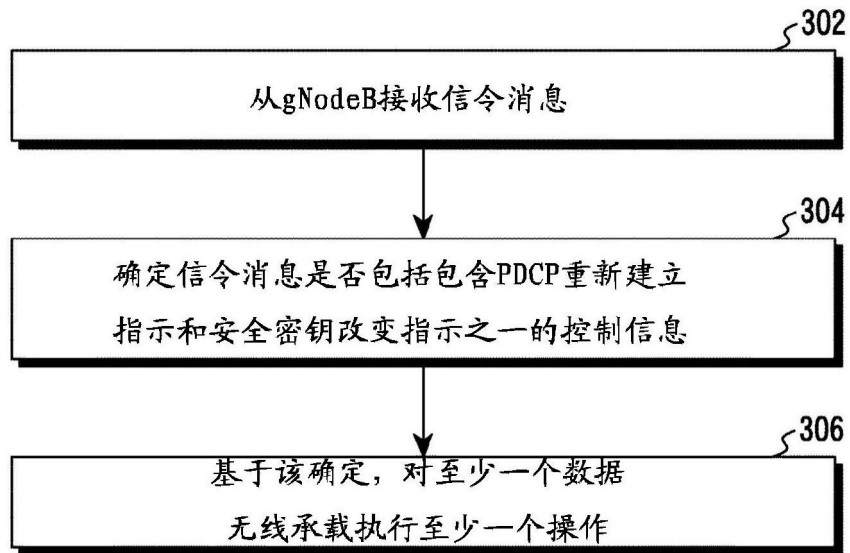 302
从gNodeB接收信令消息
304
确定信令消息是否包括包含PDCP重新建立
指示和安全密钥改变指示之一的控制信息
306
基于该确定，对至少一个数据
无线承载执行至少一个操作